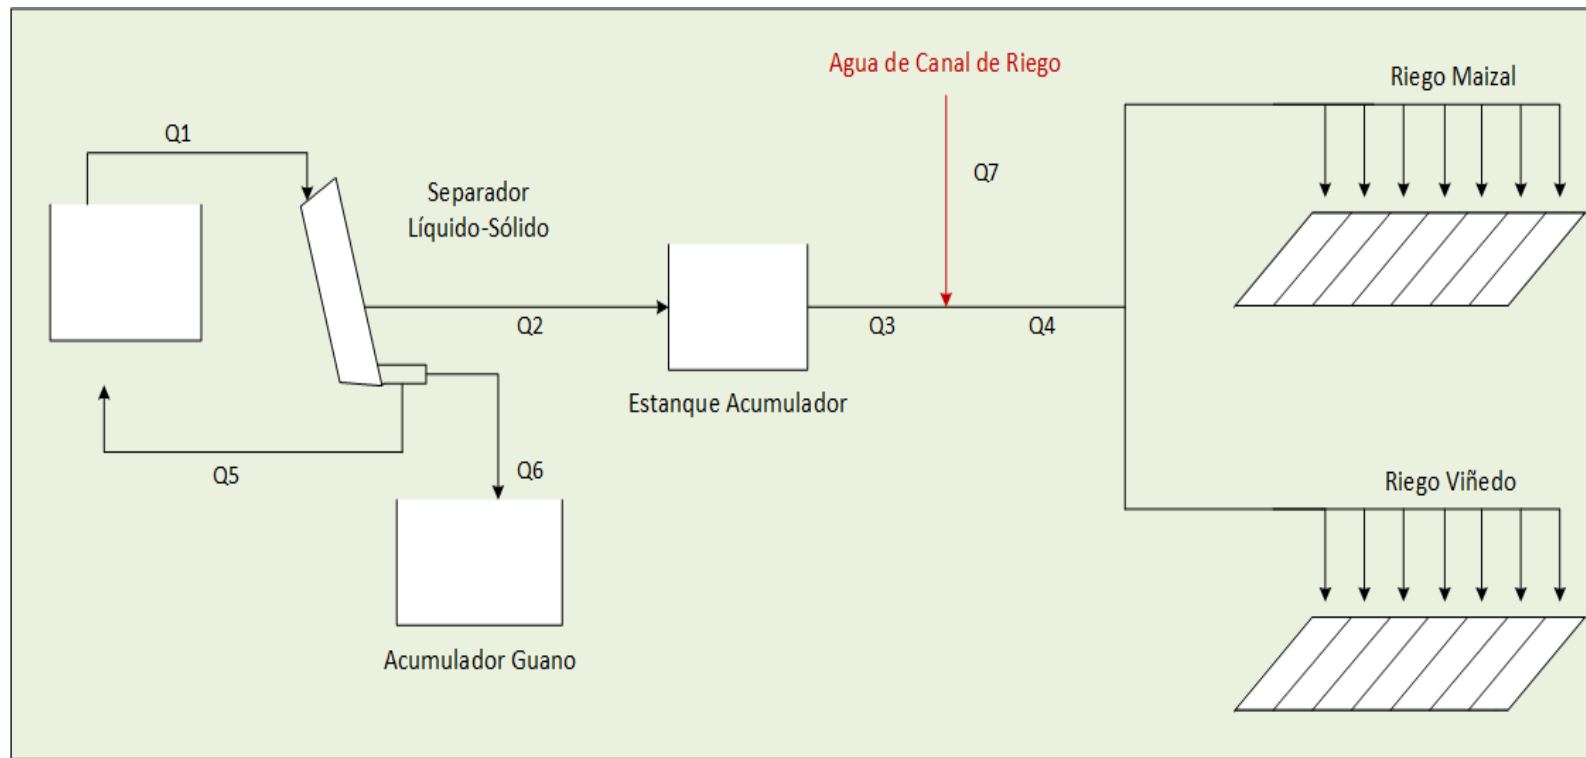 Agua de Canal de Riego
Riego Maizal
Q1
Q7
Separador
Líquido-Sólido
Q2
Q3
Q4
Estanque Acumulador
Q5
Q6
Riego Viñedo
Acumulador Guano